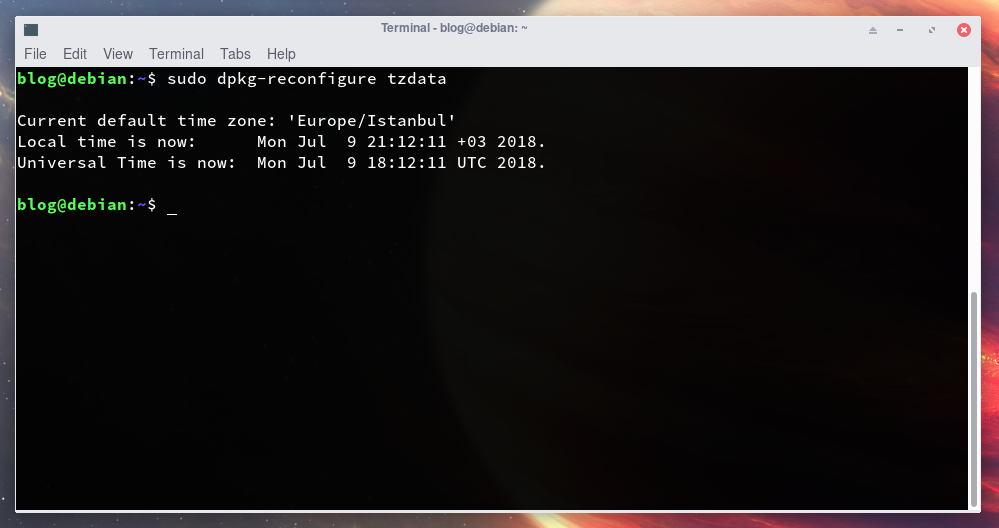 Terminal - blog@debian: ~
File Edit View Terminal Tabs Help
blog@debian:~$ sudo dpkg-reconfigure tzdata
Current default time zone: 'Europe/Istanbul'
Local time is now:      Mon Jul  9 21:12:11 +03 2018.
Universal Time is now:  Mon Jul  9 18:12:11 UTC 2018.
blog@debian:~$ _